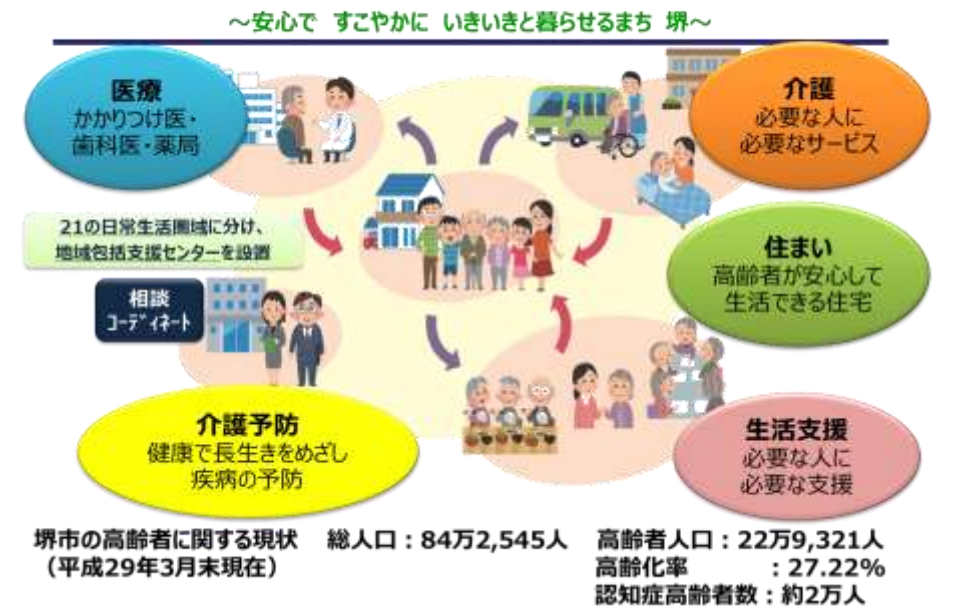 ～安心で すこやかに いきいきと暮らせるまち 堺～
医療
かかりつけ医・
歯科医・薬局
介護
必要な人に
必要なサービス
21の日常生活圏域に分け、
地域包括支援センターを設置
住まい
高齢者が安心して
生活できる住宅
相談
ｺｰﾃﾞｨﾈｰﾄ
介護予防
健康で長生きをめざし
疾病の予防
生活支援
必要な人に
必要な支援
堺市の高齢者に関する現状 総人口：84万2,545人 高齢者人口：22万9,321人
（平成29年3月末現在） 高齢化率 ：27.22%
認知症高齢者数：約2万人